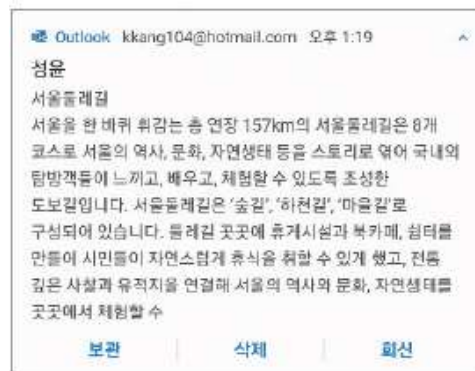 Outlook kkang104@hotmail.com 오후 1:19
성윤
서울둘레길
서울을 한 바퀴 휘감는 총 연장 157km의 서울둘레길은 8개
코스로 서울의 역사, 문화, 자연생태 등을 스토리로 엮어 국내외
탐방객들이 느끼고, 배우고, 체험할 수 있도록 조성한
도보길입니다. 서울둘레길은 '숲길', '하천길', '마을길'로
구성되어 있습니다. 둘레길 곳곳에 휴게시설과 북카페, 쉼터를
만들어 시민들이 자연스럽게 휴식을 취할 수 있게 했고, 전통
깊은 사찰과 유적지을 연결해 서울의 역사와 문화, 자연생태를
곳곳에서 체험할 수
보관 삭제 회신